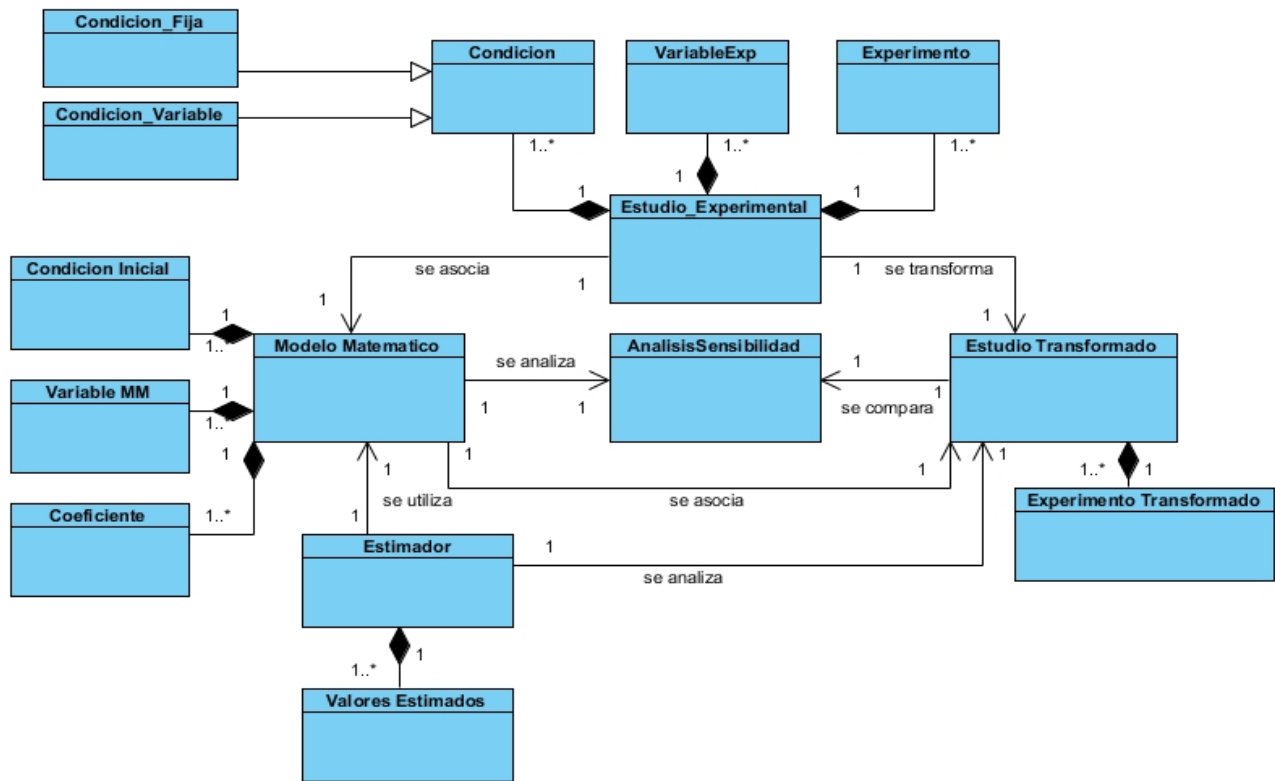 Condicion_Fija
Condicion
VariableExp
Experimento
Condicion_Variable
1..*
1..*
1..*
1
1
1
Estudio_Experimental
se asocia
1
1
se transforma
Condicion Inicial
1
1
1
1..*
Modelo Matematico
AnalisisSensibilidad
Estudio Transformado
se analiza
1
1
1
1
se compara
Variable MM
1
1..*
1
1
1
1
1
1..*
1
se utiliza
se asocia
Coeficiente
1..*
Experimento Transformado
1
Estimador
1
se analiza
1..*
1
Valores Estimados